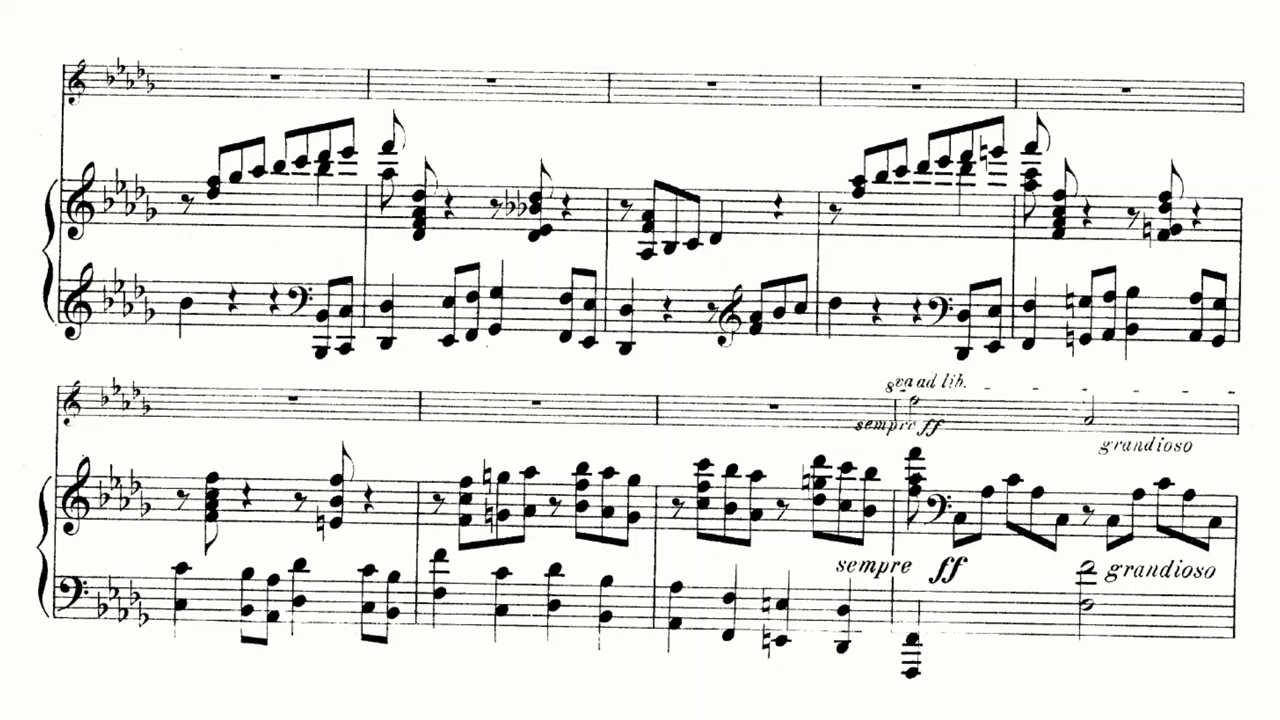 8va ad lib.
sempre ff
grandioso
sempre ff
grandioso